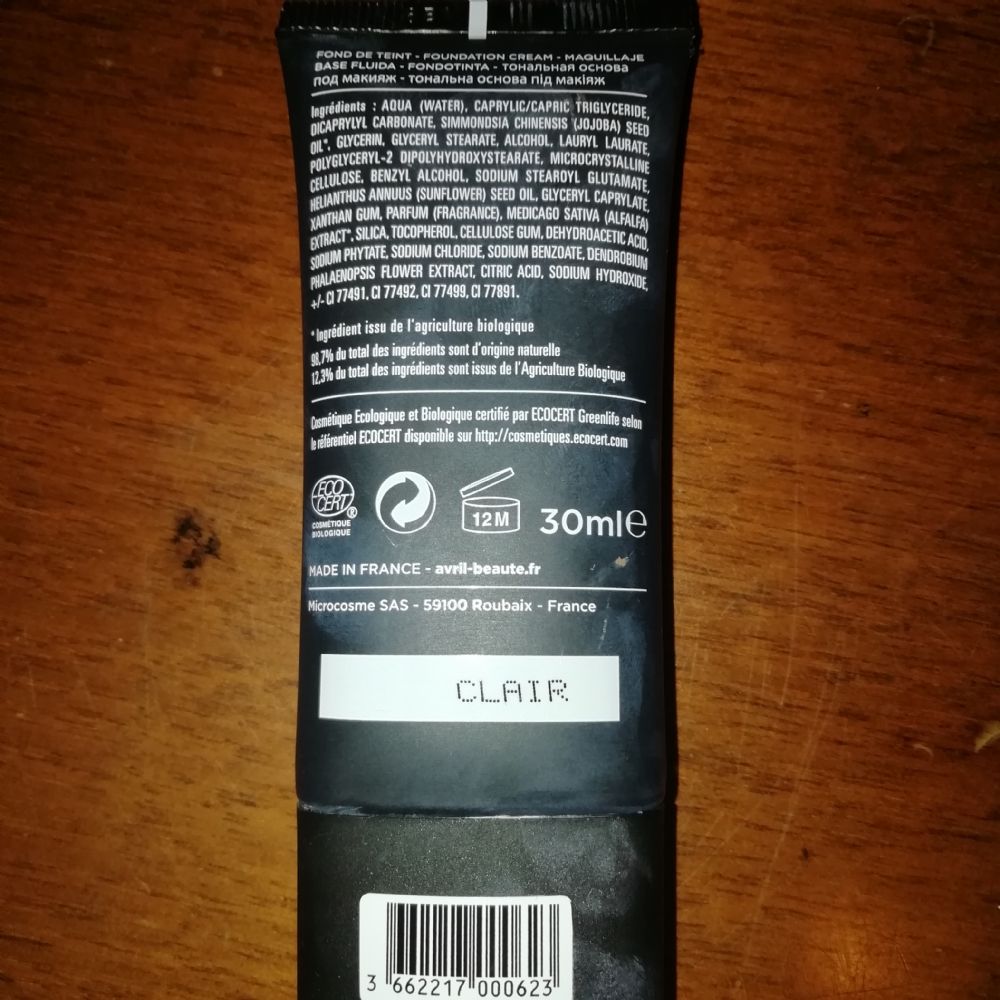 FOND DE TEINT - FOUNDATION CREAM - MAQUILLAJE
BASE FLUIDA - FONDOTINTA - ТОНАЛЬНАЯ ОСНОВА
ПОД МАКИЯЖ - ТОНАЛЬНА ОСНОВА ПІД МАКІЯЖ
Ingrédients : AQUA (WATER), CAPRYLIC/CAPRIC TRIGLYCERIDE,
DICAPRYLYL CARBONATE, SIMMONDSIA CHINENSIS (JOJOBA) SEED
OIL*, GLYCERIN, GLYCERYL STEARATE, ALCOHOL, LAURYL LAURATE,
POLYGLYCERYL-2 DIPOLYHYDROXYSTEARATE, MICROCRYSTALLINE
CELLULOSE, BENZYL ALCOHOL, SODIUM STEAROYL GLUTAMATE,
HELIANTHUS ANNUUS (SUNFLOWER) SEED OIL, GLYCERYL CAPRYLATE,
XANTHAN GUM, PARFUM (FRAGRANCE), MEDICAGO SATIVA (ALFALFA)
EXTRACT*, SILICA, TOCOPHEROL, CELLULOSE GUM, DEHYDROACETIC ACID,
SODIUM PHYTATE, SODIUM CHLORIDE, SODIUM BENZOATE, DENDROBIUM
PHALAENOPSIS FLOWER EXTRACT, CITRIC ACID, SODIUM HYDROXIDE,
+/- CI 77491, CI 77492, CI 77499, CI 77891.
* Ingrédient issu de l'agriculture biologique
98,7% du total des ingrédients sont d'origine naturelle
12,3% du total des ingrédients sont issus de l'Agriculture Biologique
Cosmétique Ecologique et Biologique certifié par ECOCERT Greenlife selon
le référentiel ECOCERT disponible sur http://cosmetiques.ecocert.com
ECO
CERT®
COSMÉTIQUE
BIOLOGIQUE
12M
30ml℮
MADE IN FRANCE - avril-beaute.fr
Microcosme SAS - 59100 Roubaix - France
CLAIR
3 662217 000623